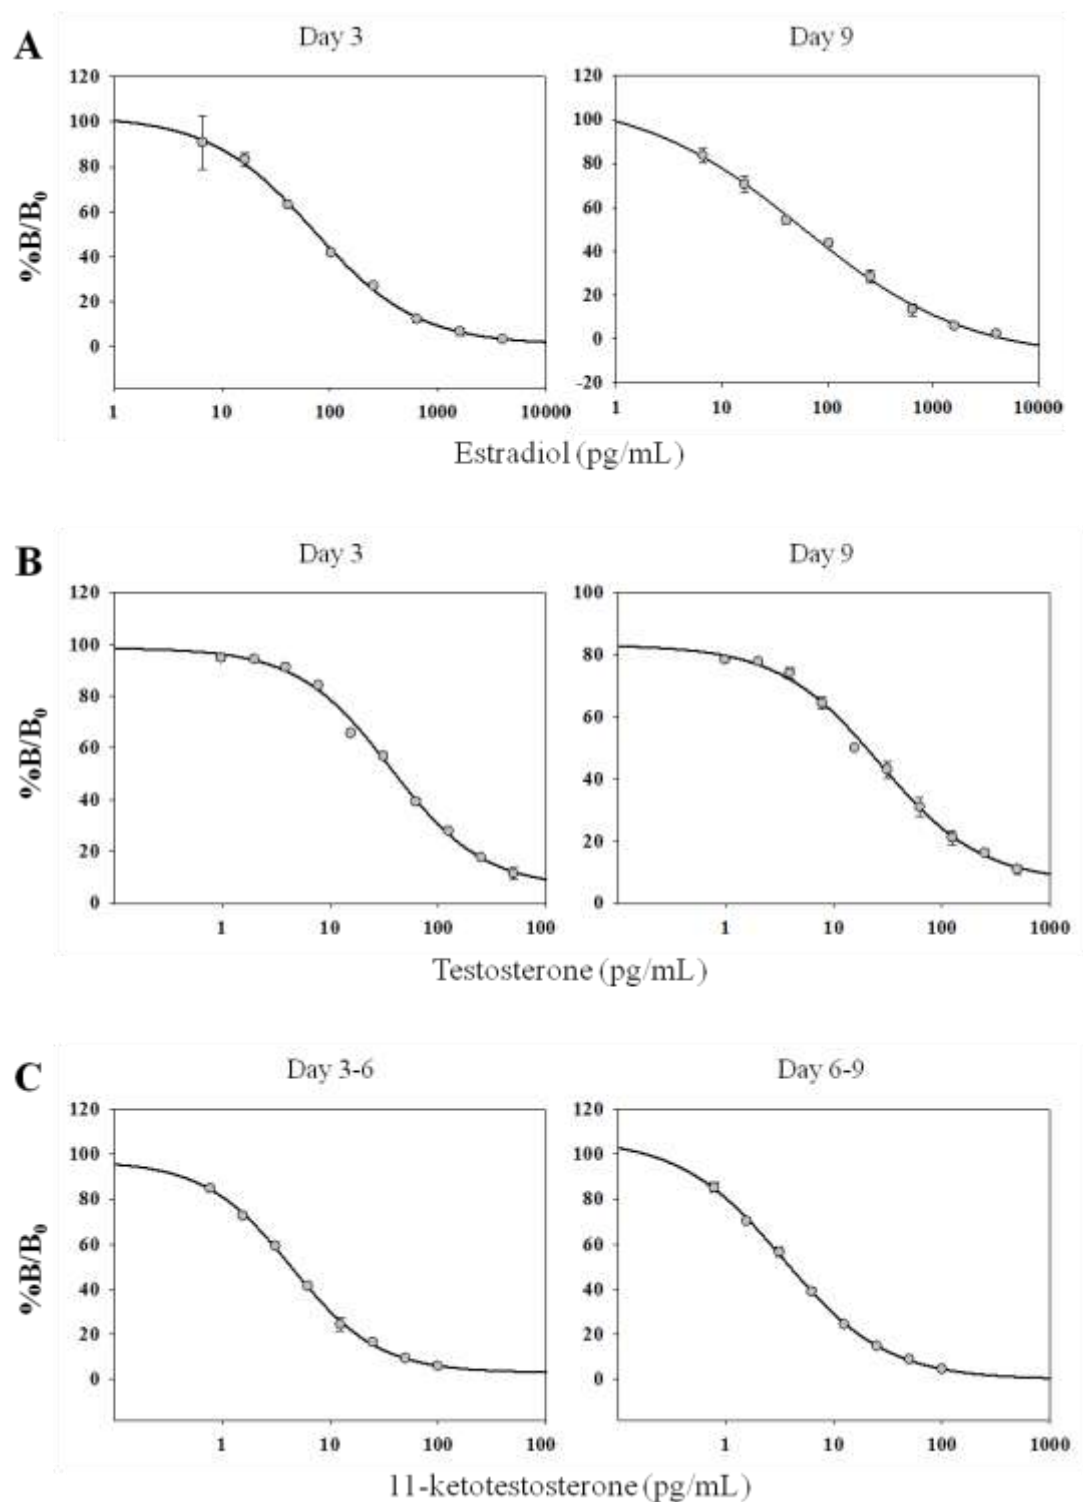 A
Day 3
Day 9
%B/B0
120
100
80
60
40
20
0
1 10 100 1000 10000
120
100
80
60
40
20
0
-20
1 10 100 1000 10000
Estradiol (pg/mL)
B
Day 3
Day 9
%B/B0
120
100
80
60
40
20
0
1 10 100 100
100
80
60
40
20
0
1 10 100 1000
Testosterone (pg/mL)
C
Day 3-6
Day 6-9
%B/B0
120
100
80
60
40
20
0
1 10 100 100
120
100
80
60
40
20
0
1 10 100 1000
11-ketotestosterone (pg/mL)